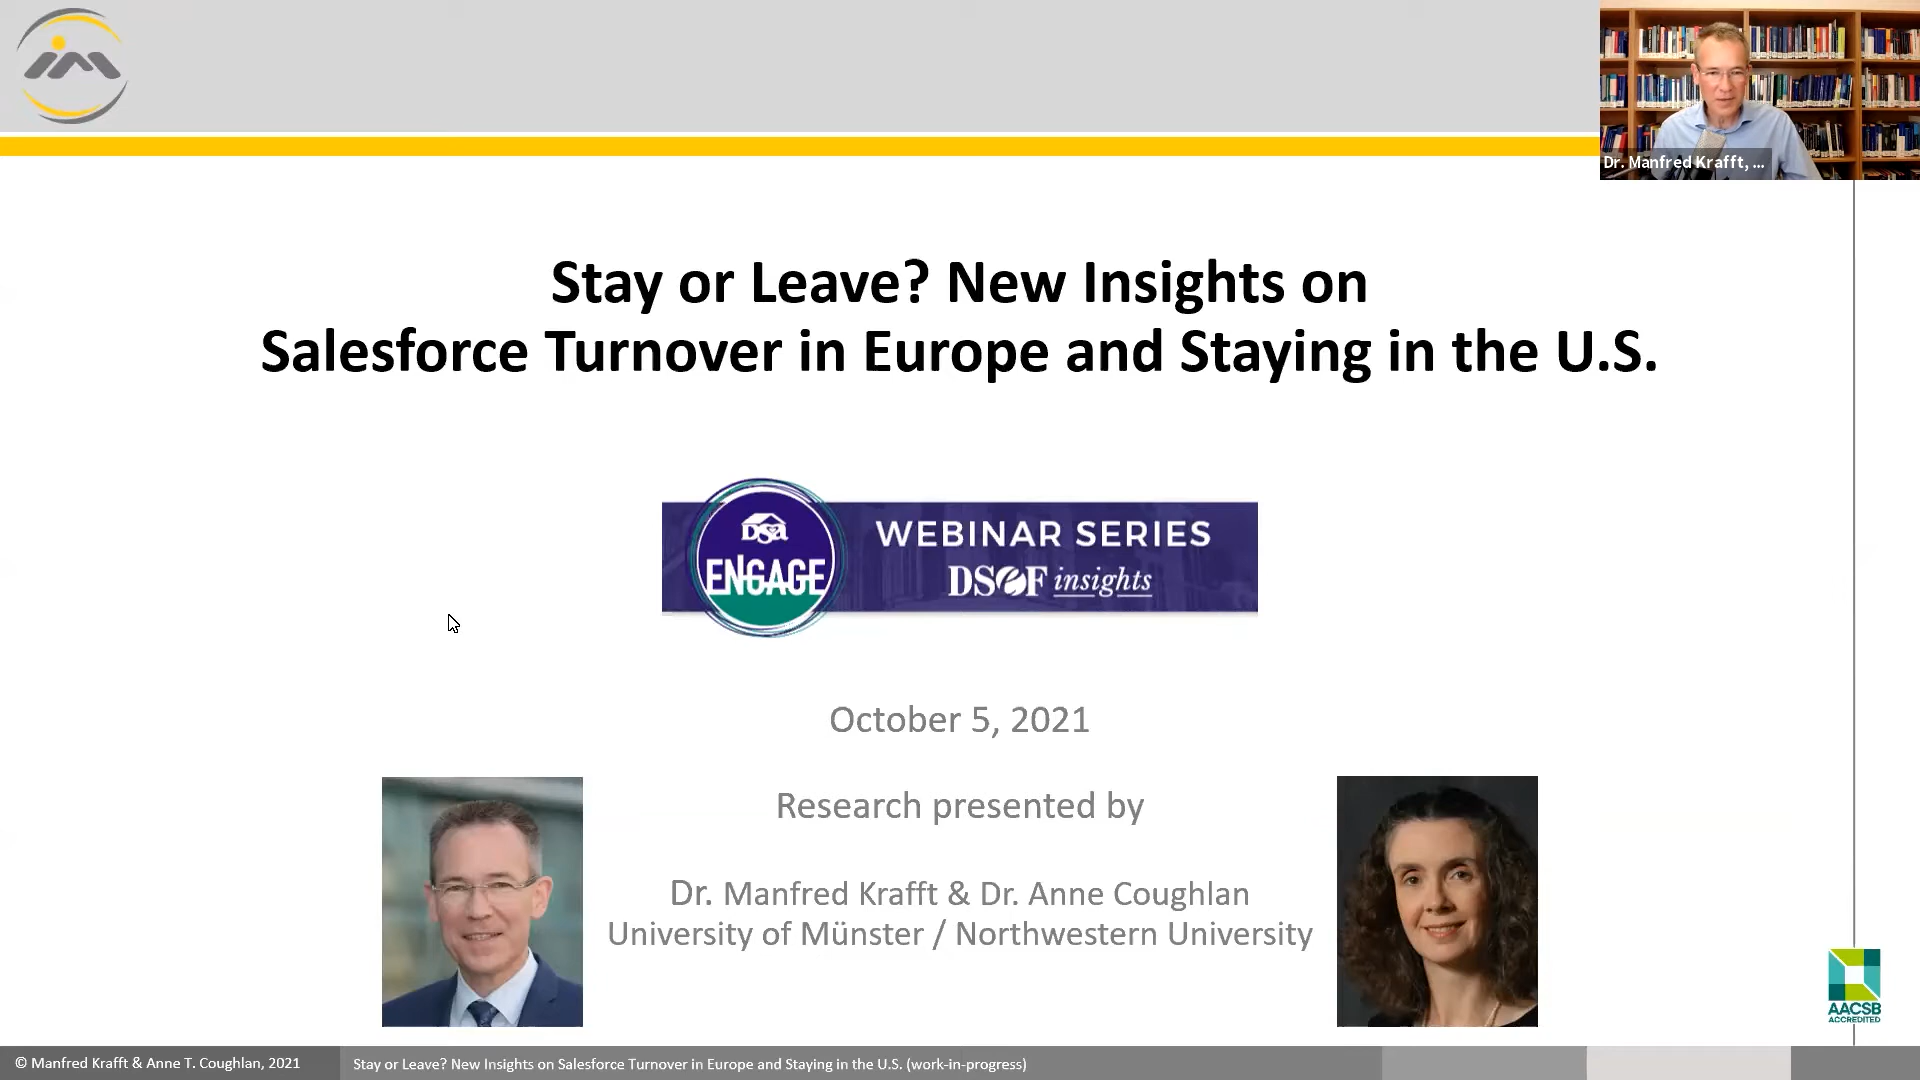 im
Dr. Manfred Krafft, ...
Stay or Leave? New Insights on
Salesforce Turnover in Europe and Staying in the U.S.
DSA
ENGAGE
WEBINAR SERIES
DSEF insights
October 5, 2021
Research presented by
Dr. Manfred Krafft & Dr. Anne Coughlan
University of Münster / Northwestern University
AACSB
ACCREDITED
© Manfred Krafft & Anne T. Coughlan, 2021
Stay or Leave? New Insights on Salesforce Turnover in Europe and Staying in the U.S. (work-in-progress)